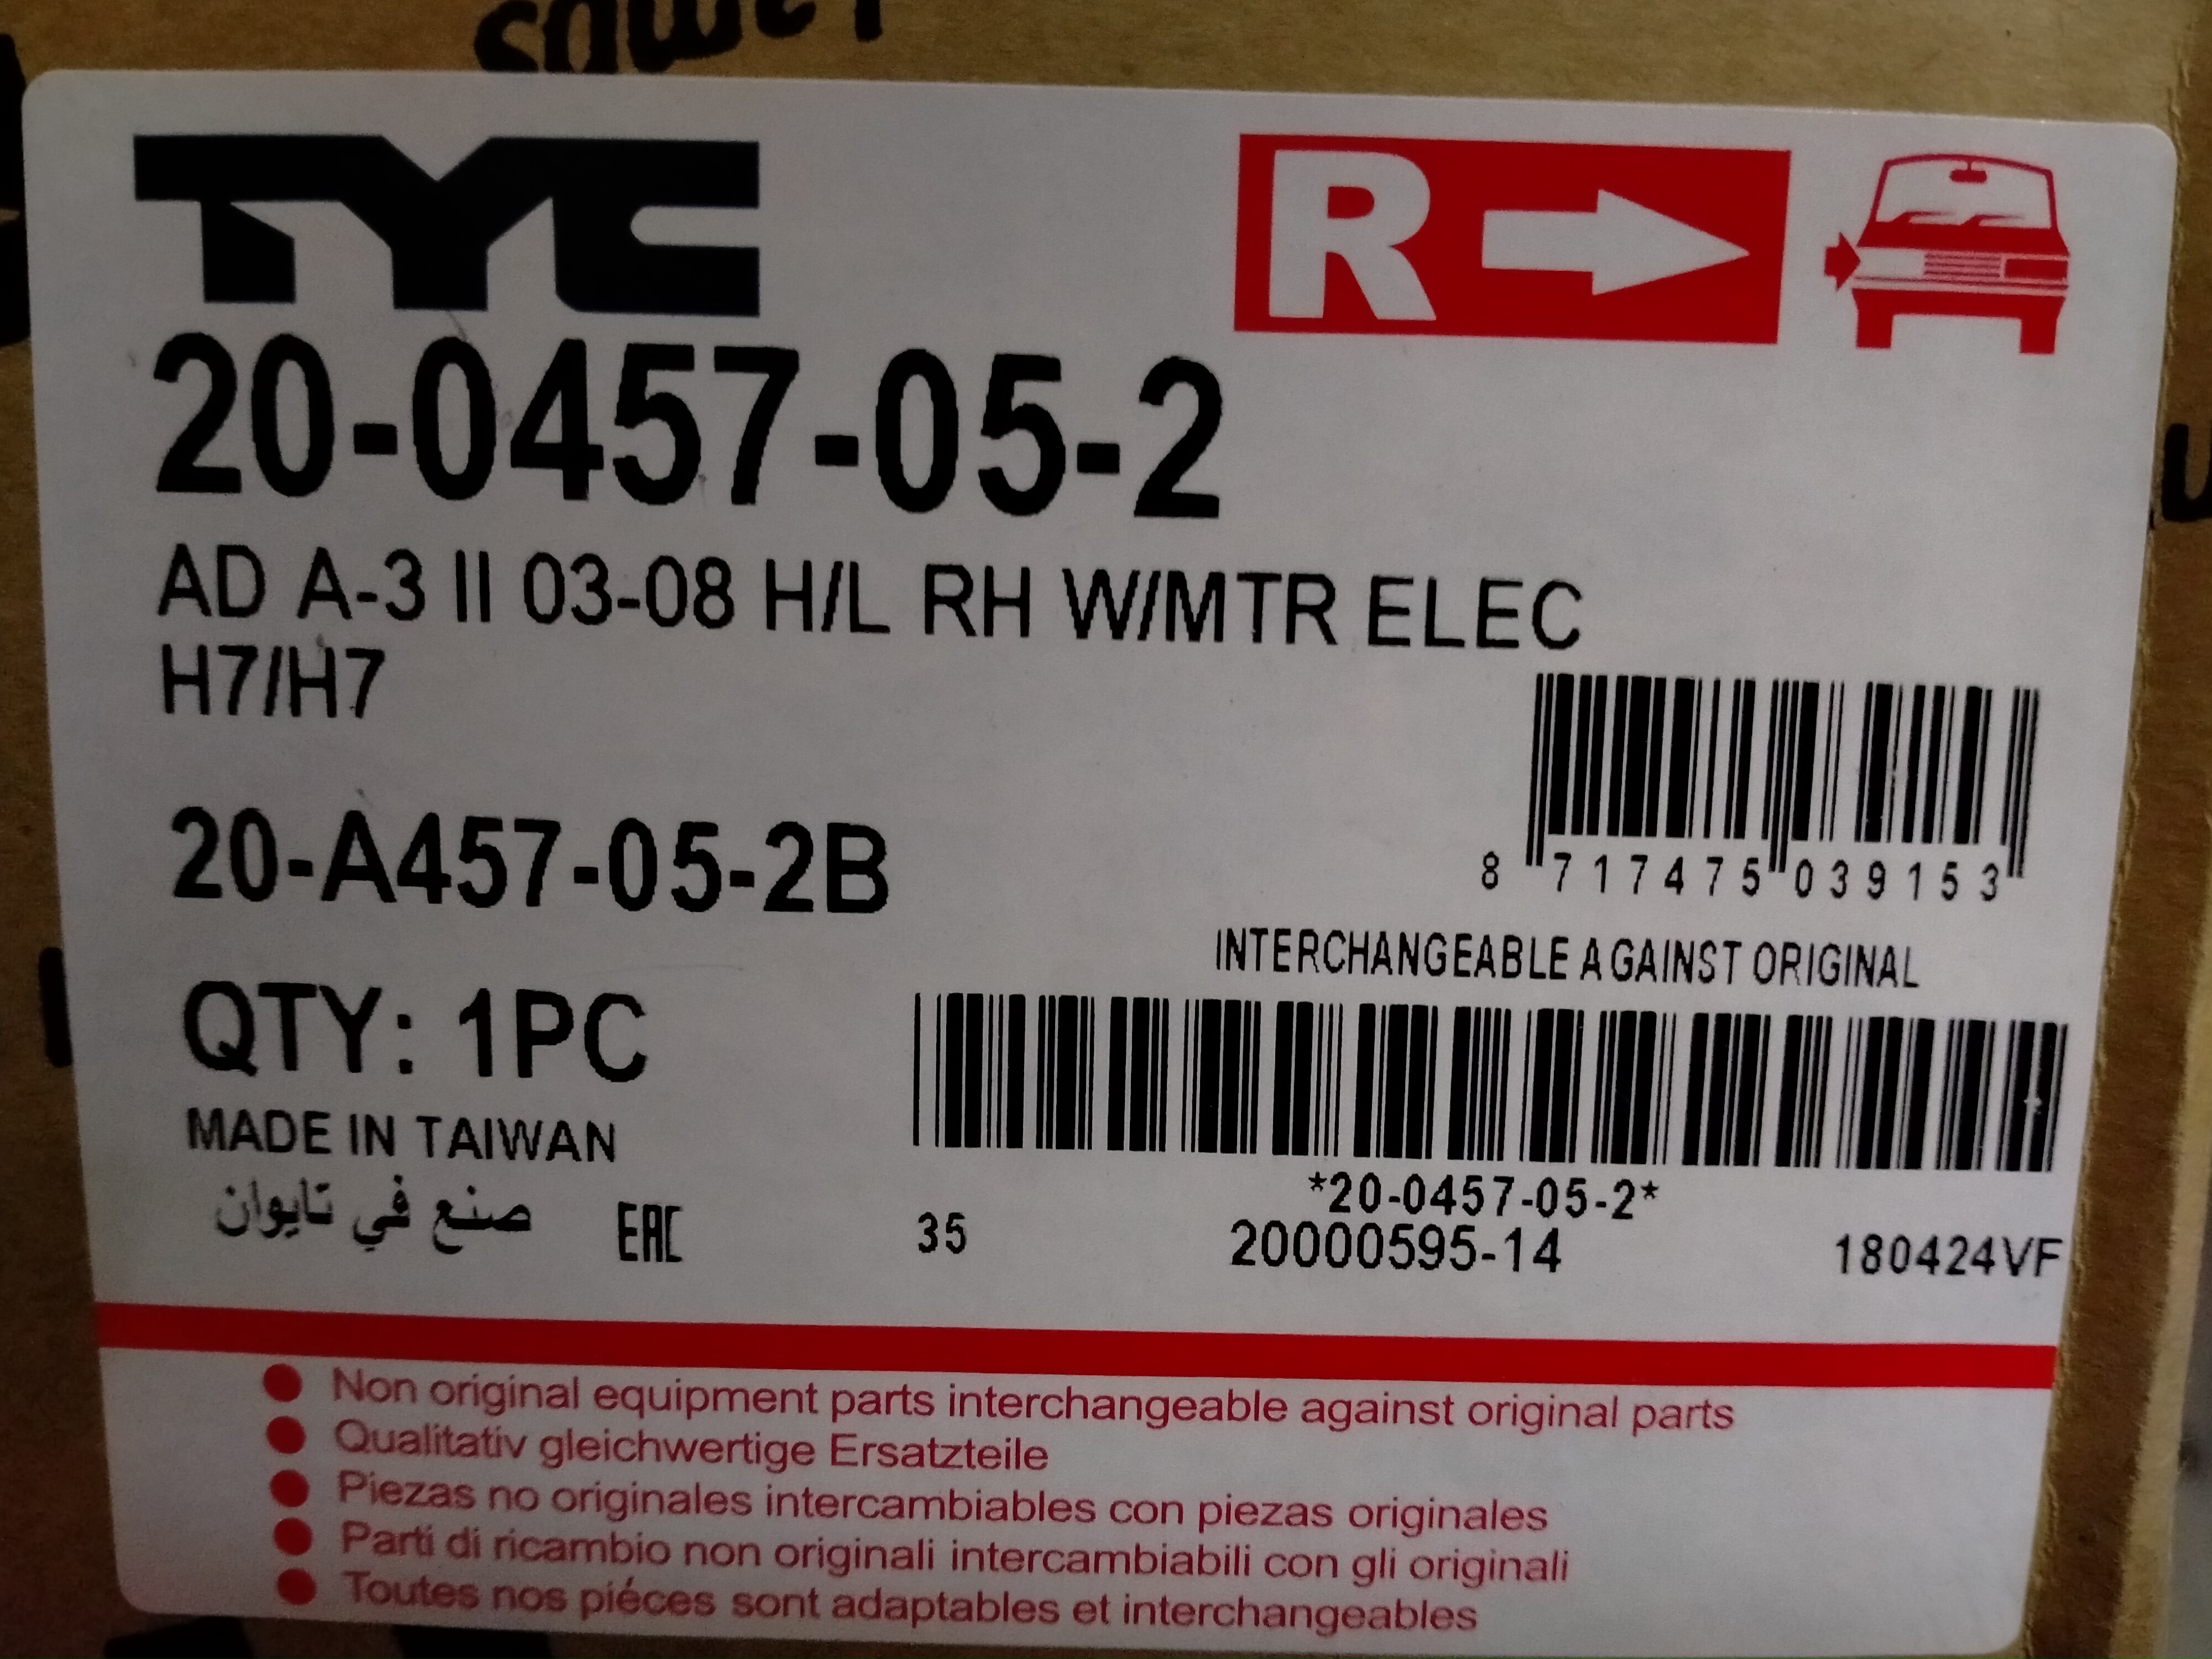 TYC
R
20-0457-05-2
AD A-3 II 03-08 H/L RH W/MTR ELEC
H7/H7
8 717475 039153
20-A457-05-2B
INTERCHANGEABLE AGAINST ORIGINAL
QTY: 1PC
MADE IN TAIWAN
*20-0457-05-2*
صنع في تايوان
EAC
35
20000595-14
180424VF
Non original equipment parts interchangeable against original parts
Qualitativ gleichwertige Ersatzteile
Piezas no originales intercambiables con piezas originales
Parti di ricambio non originali intercambiabili con gli originali
Toutes nos piéces sont adaptables et interchangeables